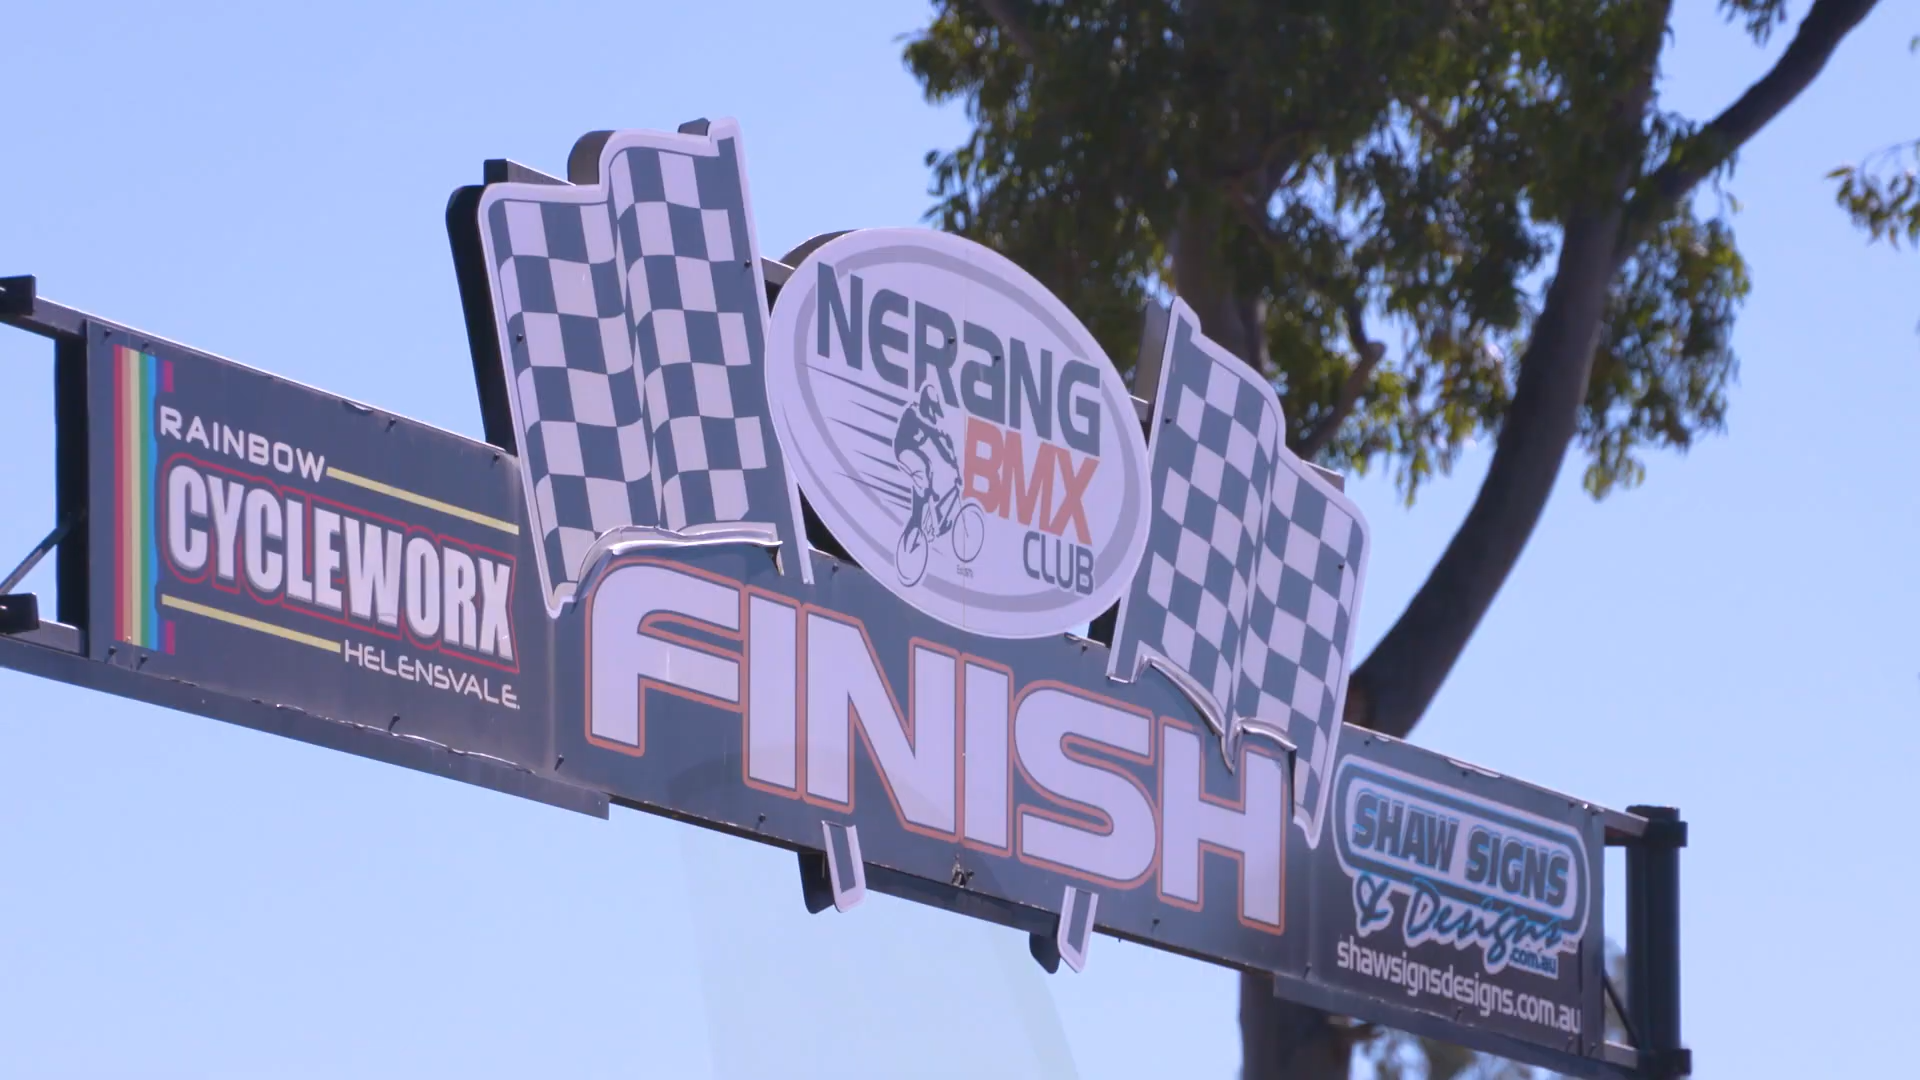 RAINBOW
CYCLEWORX
HELENSVALE
NERANG
BMX
CLUB
FINISH
SHAW SIGNS
& Designs
.com.au
shawsignsdesigns.com.au